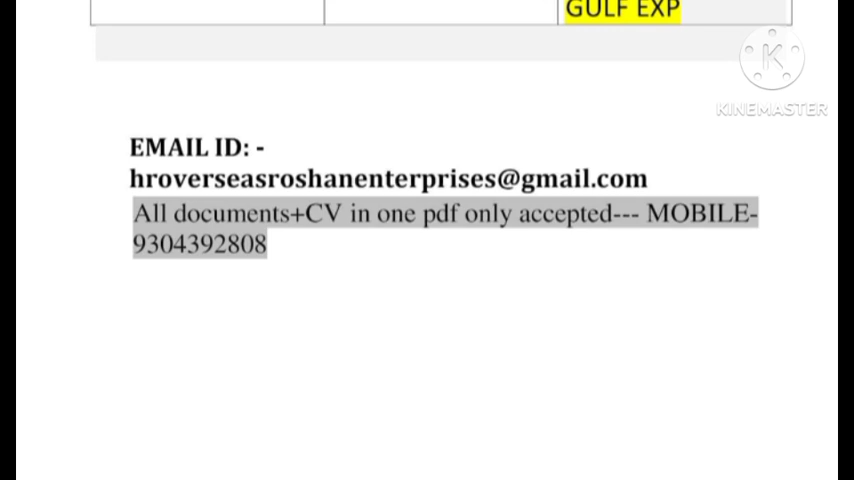 GULF EXP
K
KINEMASTER
EMAIL ID: -
hroverseasroshanenterprises@gmail.com
All documents+CV in one pdf only accepted--- MOBILE-
9304392808